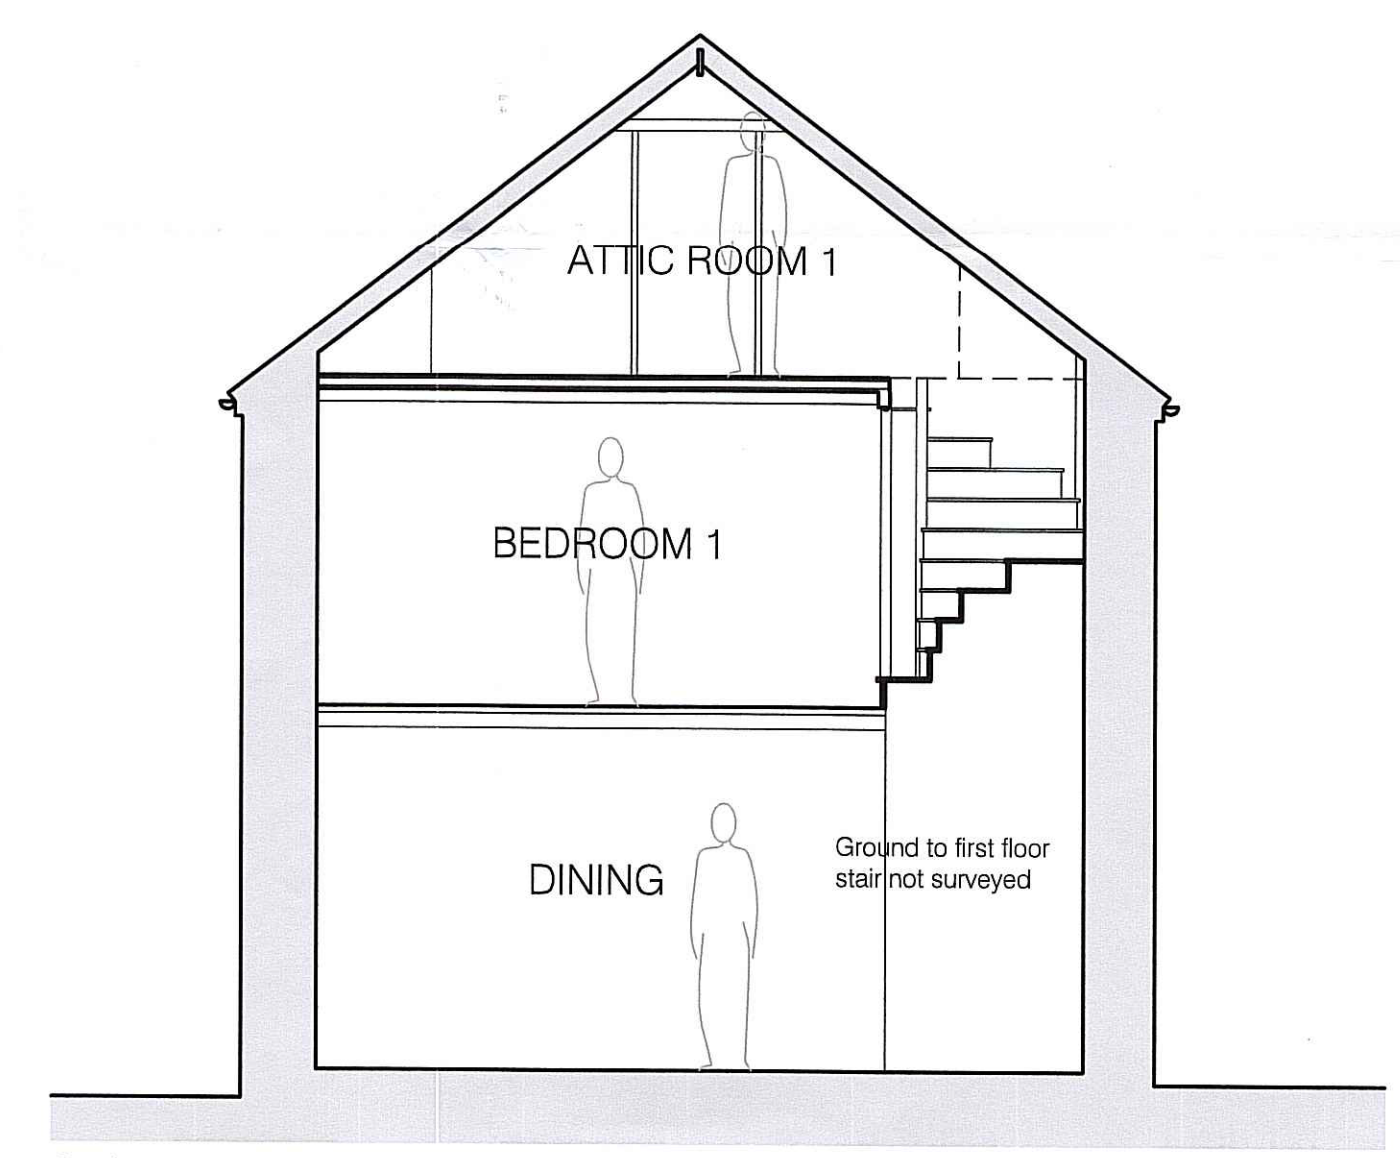 ATTIC ROOM 1
BEDROOM 1
DINING
Ground to first floor
stair not surveyed